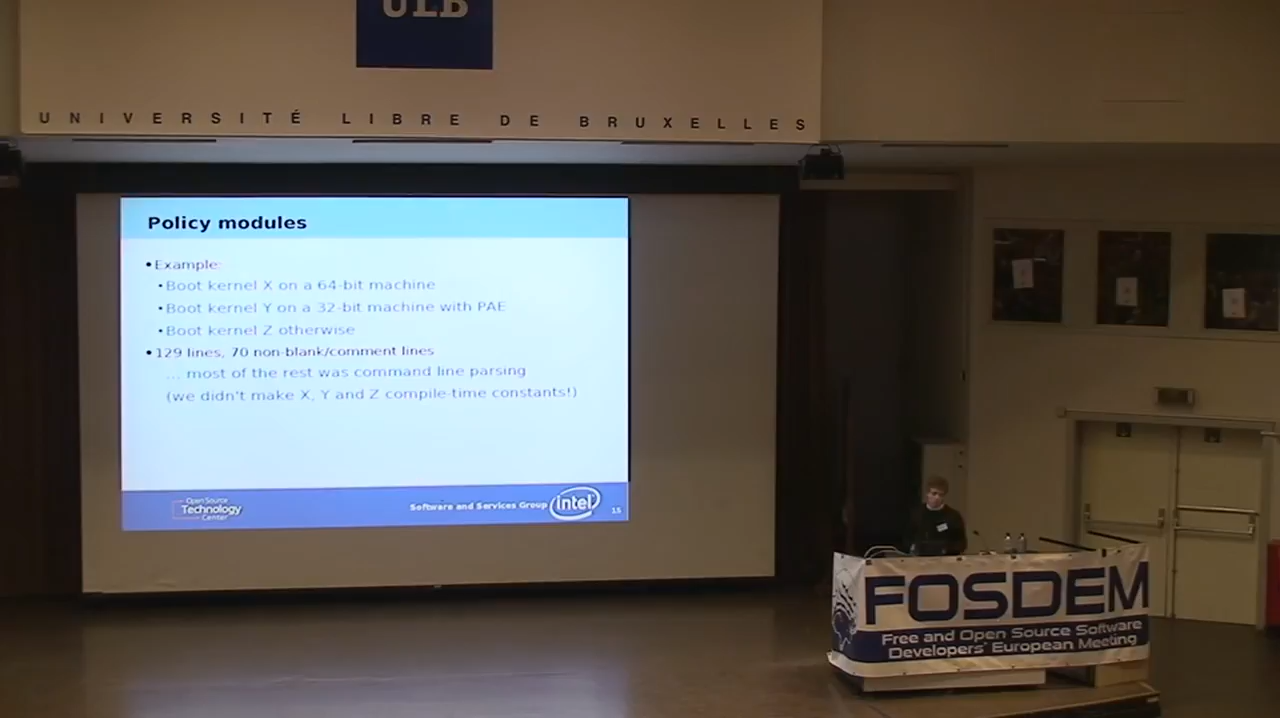 ULB
UNIVERSITÉ LIBRE DE BRUXELLES
Policy modules
•Example:
•Boot kernel X on a 64-bit machine
•Boot kernel Y on a 32-bit machine with PAE
•Boot kernel Z otherwise
•129 lines, 70 non-blank/comment lines
... most of the rest was command line parsing
(we didn't make X, Y and Z compile-time constants!)
Open Source
Technology
Center
Software and Services Group
intel
15
FOSDEM
Free and Open Source Software
Developers' European Meeting